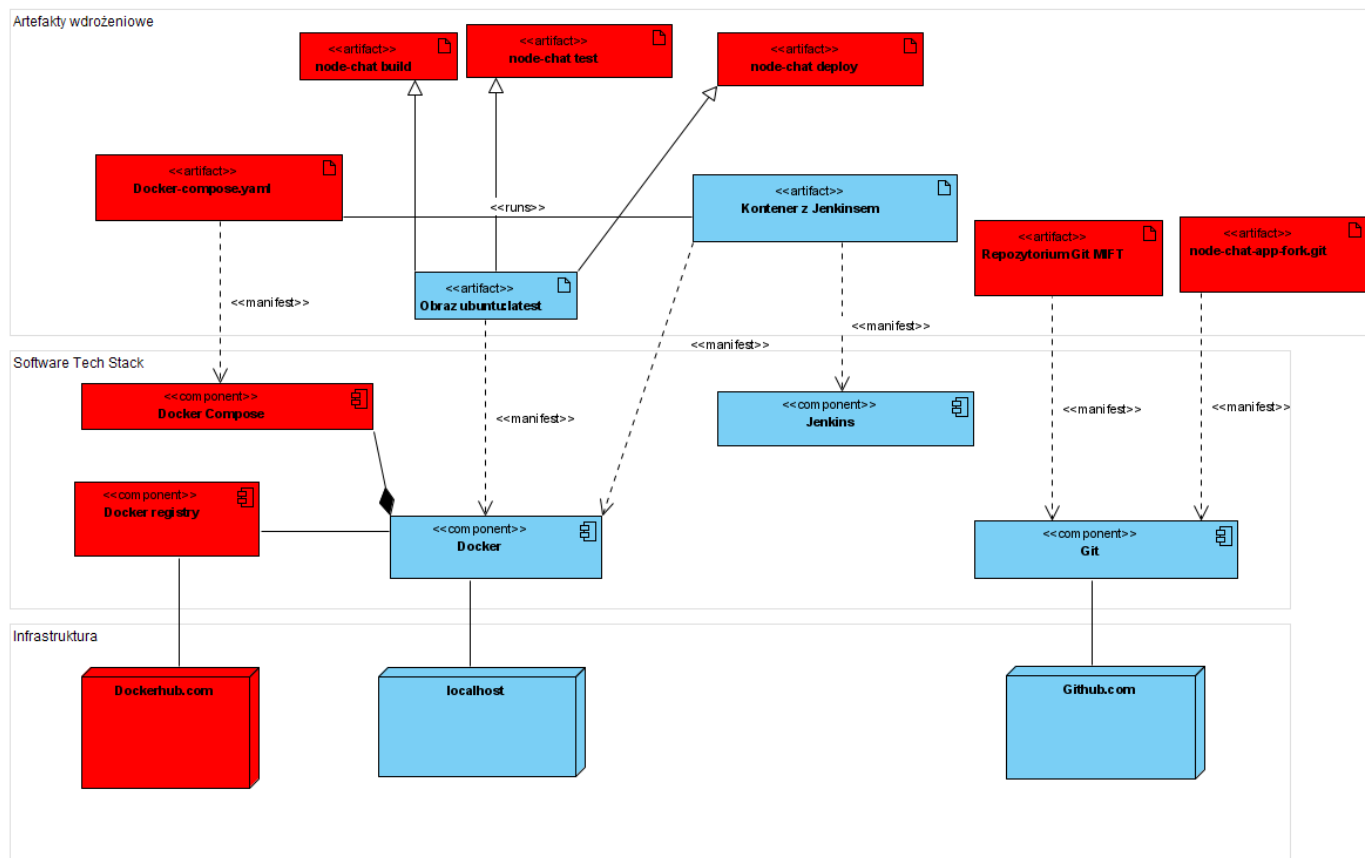 Artefakty wdrożeniowe
<<artifact>>
node-chat build
<<artifact>>
node-chat test
<<artifact>>
node-chat deploy
<<artifact>>
Docker-compose.yaml
<<runs>>
<<artifact>>
Kontener z Jenkinsem
<<artifact>>
Repozytorium Git MIFT
<<artifact>>
node-chat-app-fork.git
<<artifact>>
Obraz ubuntu:latest
<<manifest>>
<<manifest>>
<<manifest>>
Software Tech Stack
<<component>>
Docker Compose
<<component>>
Jenkins
<<manifest>>
<<manifest>>
<<manifest>>
<<component>>
Docker registry
<<component>>
Docker
<<component>>
Git
Infrastruktura
Dockerhub.com
localhost
Github.com